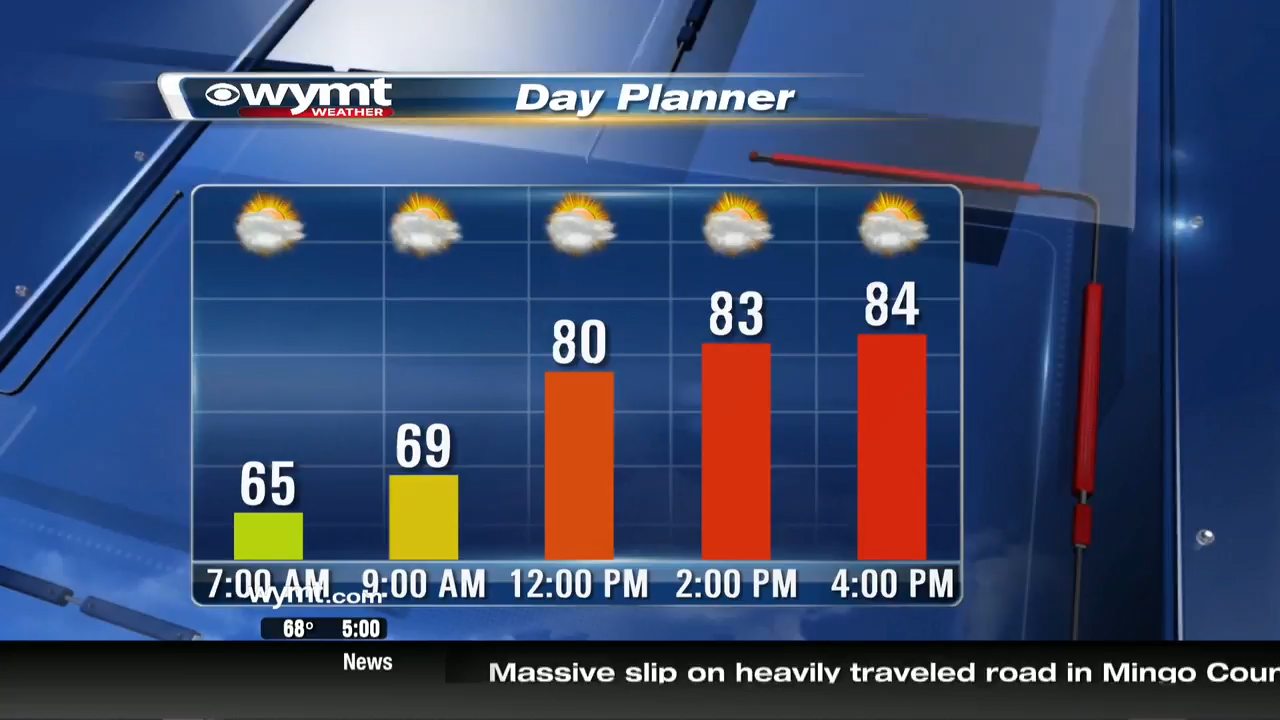 wymt
WEATHER
Day Planner
65
69
80
83
84
7:00 AM 9:00 AM 12:00 PM 2:00 PM 4:00 PM
wymt.com
68° 5:00
News
Massive slip on heavily traveled road in Mingo Cour